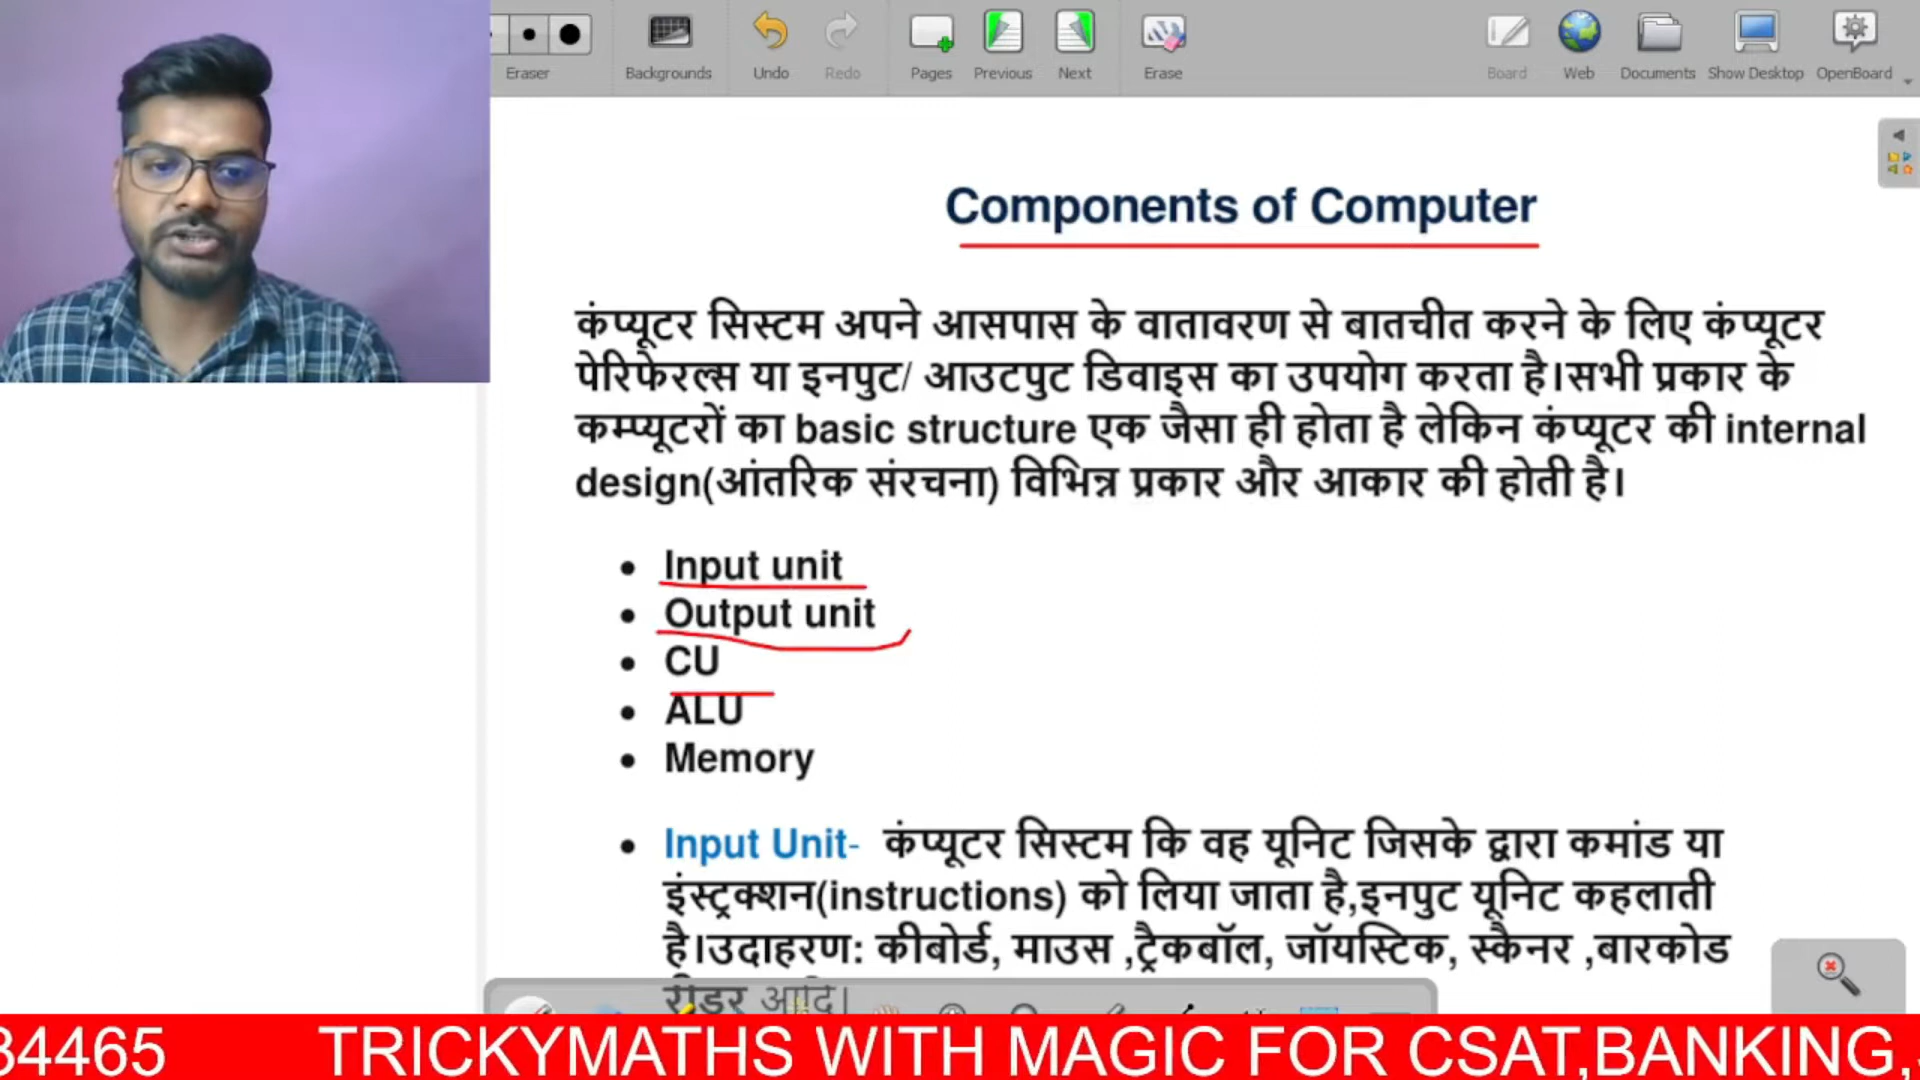 Eraser
Backgrounds
Undo
Redo
Pages
Previous
Next
Erase
Board
Web
Documents
Show Desktop
OpenBoard
Components of Computer
कंप्यूटर सिस्टम अपने आसपास के वातावरण से बातचीत करने के लिए कंप्यूटर
पेरिफेरल्स या इनपुट/ आउटपुट डिवाइस का उपयोग करता है।सभी प्रकार के
कम्प्यूटरों का basic structure एक जैसा ही होता है लेकिन कंप्यूटर की internal
design(आंतरिक संरचना) विभिन्न प्रकार और आकार की होती है।
• Input unit
• Output unit
• CU
• ALU
• Memory
• Input Unit- कंप्यूटर सिस्टम कि वह यूनिट जिसके द्वारा कमांड या
इंस्ट्रक्शन(instructions) को लिया जाता है,इनपुट यूनिट कहलाती
है।उदाहरण: कीबोर्ड, माउस ,ट्रैकबॉल, जॉयस्टिक, स्कैनर ,बारकोड
रीडर आदि।
34465 TRICKYMATHS WITH MAGIC FOR CSAT,BANKING,